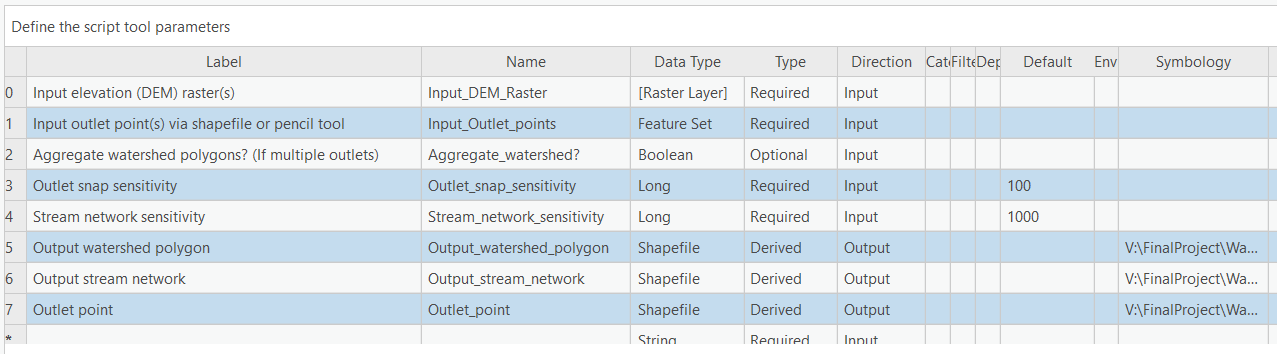 Define the script tool parameters
Label Name Data Type Type Direction Cat Filte Dep Default Env Symbology
0 Input elevation (DEM) raster(s) Input_DEM_Raster [Raster Layer] Required Input
1 Input outlet point(s) via shapefile or pencil tool Input_Outlet_points Feature Set Required Input
2 Aggregate watershed polygons? (If multiple outlets) Aggregate_watershed? Boolean Optional Input
3 Outlet snap sensitivity Outlet_snap_sensitivity Long Required Input 100
4 Stream network sensitivity Stream_network_sensitivity Long Required Input 1000
5 Output watershed polygon Output_watershed_polygon Shapefile Derived Output V:\FinalProject\Wa...
6 Output stream network Output_stream_network Shapefile Derived Output V:\FinalProject\Wa...
7 Outlet point Outlet_point Shapefile Derived Output V:\FinalProject\Wa...
* String Required Input